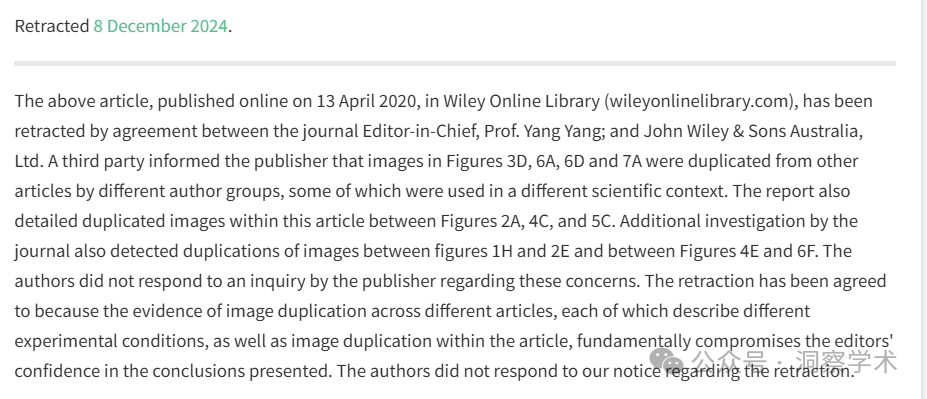 Retracted 8 December 2024.
The above article, published online on 13 April 2020, in Wiley Online Library (wileyonlinelibrary.com), has been
retracted by agreement between the journal Editor-in-Chief, Prof. Yang Yang; and John Wiley & Sons Australia,
Ltd. A third party informed the publisher that images in Figures 3D, 6A, 6D and 7A were duplicated from other
articles by different author groups, some of which were used in a different scientific context. The report also
detailed duplicated images within this article between Figures 2A, 4C, and 5C. Additional investigation by the
journal also detected duplications of images between figures 1H and 2E and between Figures 4E and 6F. The
authors did not respond to an inquiry by the publisher regarding these concerns. The retraction has been agreed
to because the evidence of image duplication across different articles, each of which describe different
experimental conditions, as well as image duplication within the article, fundamentally compromises the editors'
confidence in the conclusions presented. The authors did not respond to our notice regarding the retraction.
公众号 · 洞察学术